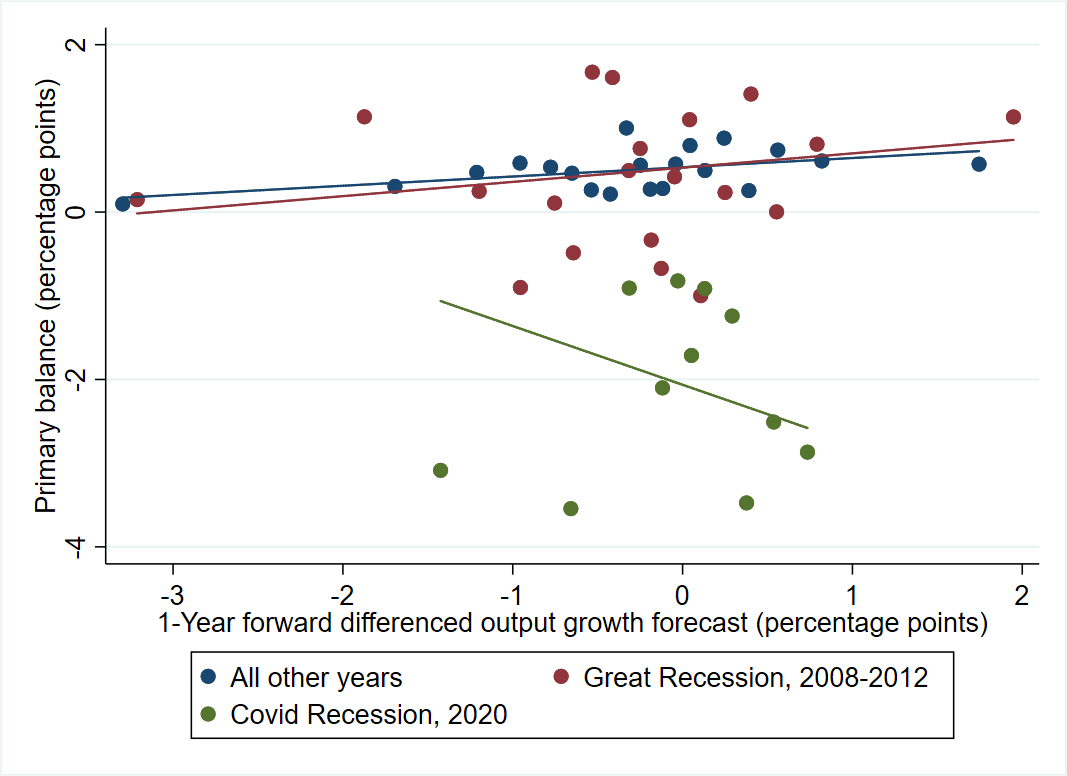 Primary balance (percentage points)
2
0
-2
-4
-3 -2 -1 0 1 2
1-Year forward differenced output growth forecast (percentage points)
All other years
Great Recession, 2008-2012
Covid Recession, 2020